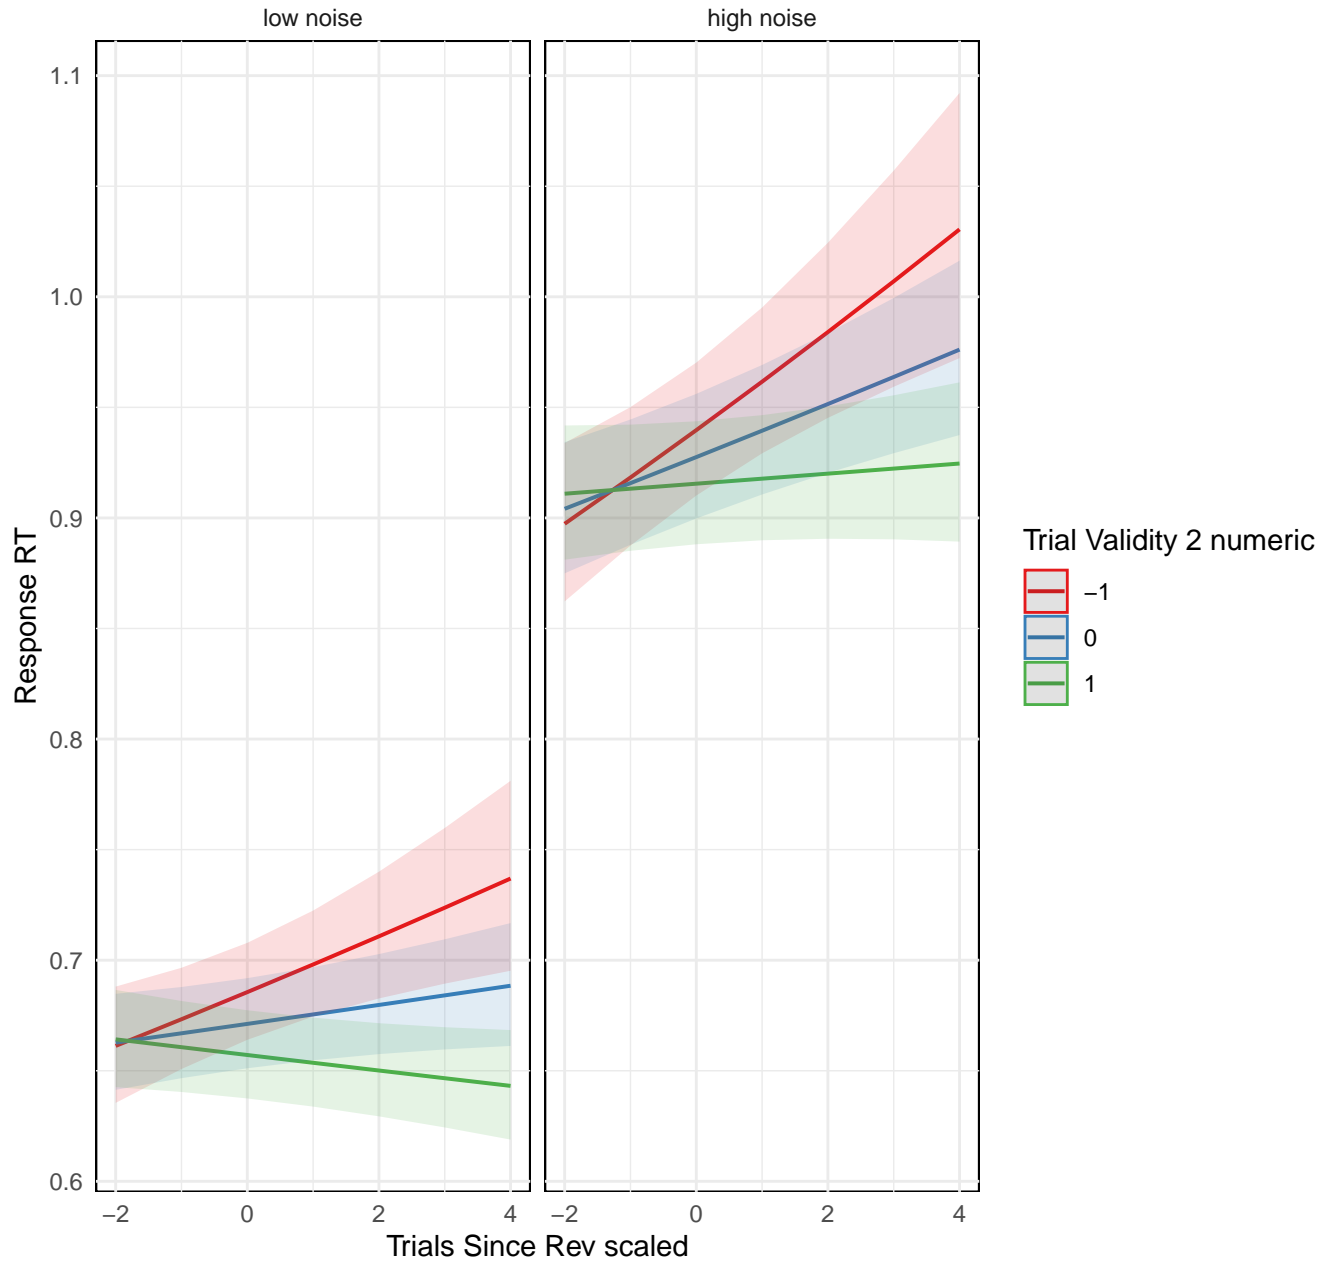 low noise
high noise
1.1
1.0
0.9
0.8
0.7
0.6
Response RT
−2 0 2 4
−2 0 2 4
Trials Since Rev scaled
Trial Validity 2 numeric
−1
0
1